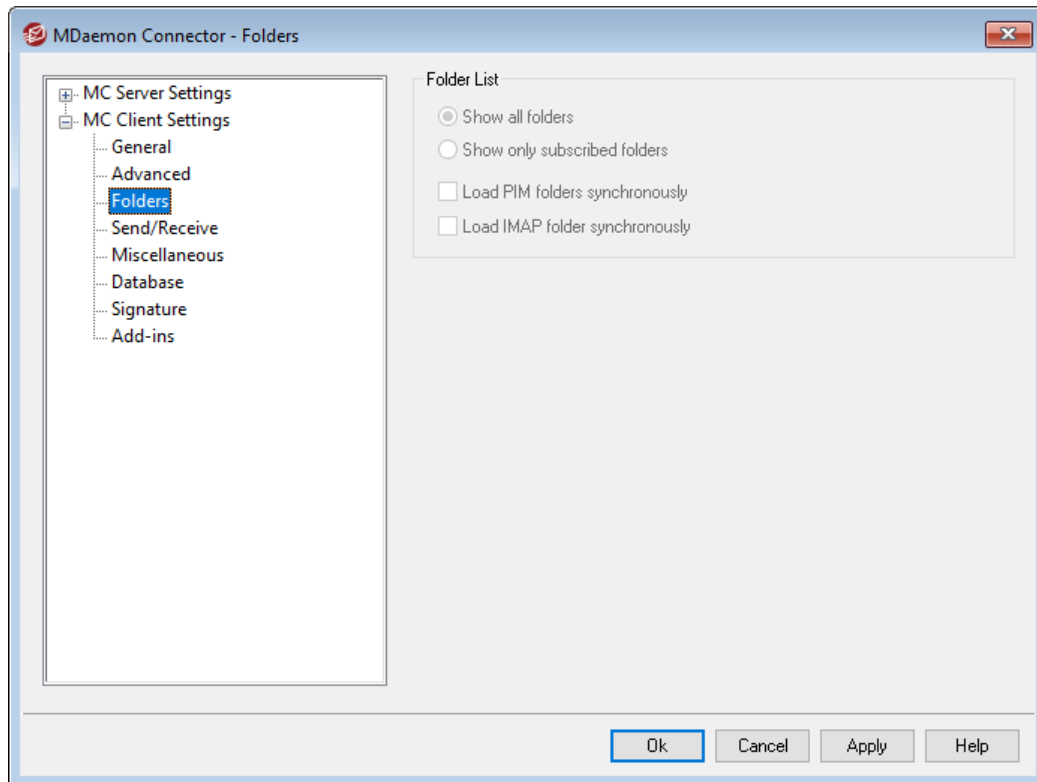 MDaemon Connector - Folders
MC Server Settings
MC Client Settings
General
Advanced
Folders
Send/Receive
Miscellaneous
Database
Signature
Add-ins
Folder List
Show all folders
Show only subscribed folders
Load PIM folders synchronously
Load IMAP folder synchronously
Ok Cancel Apply Help